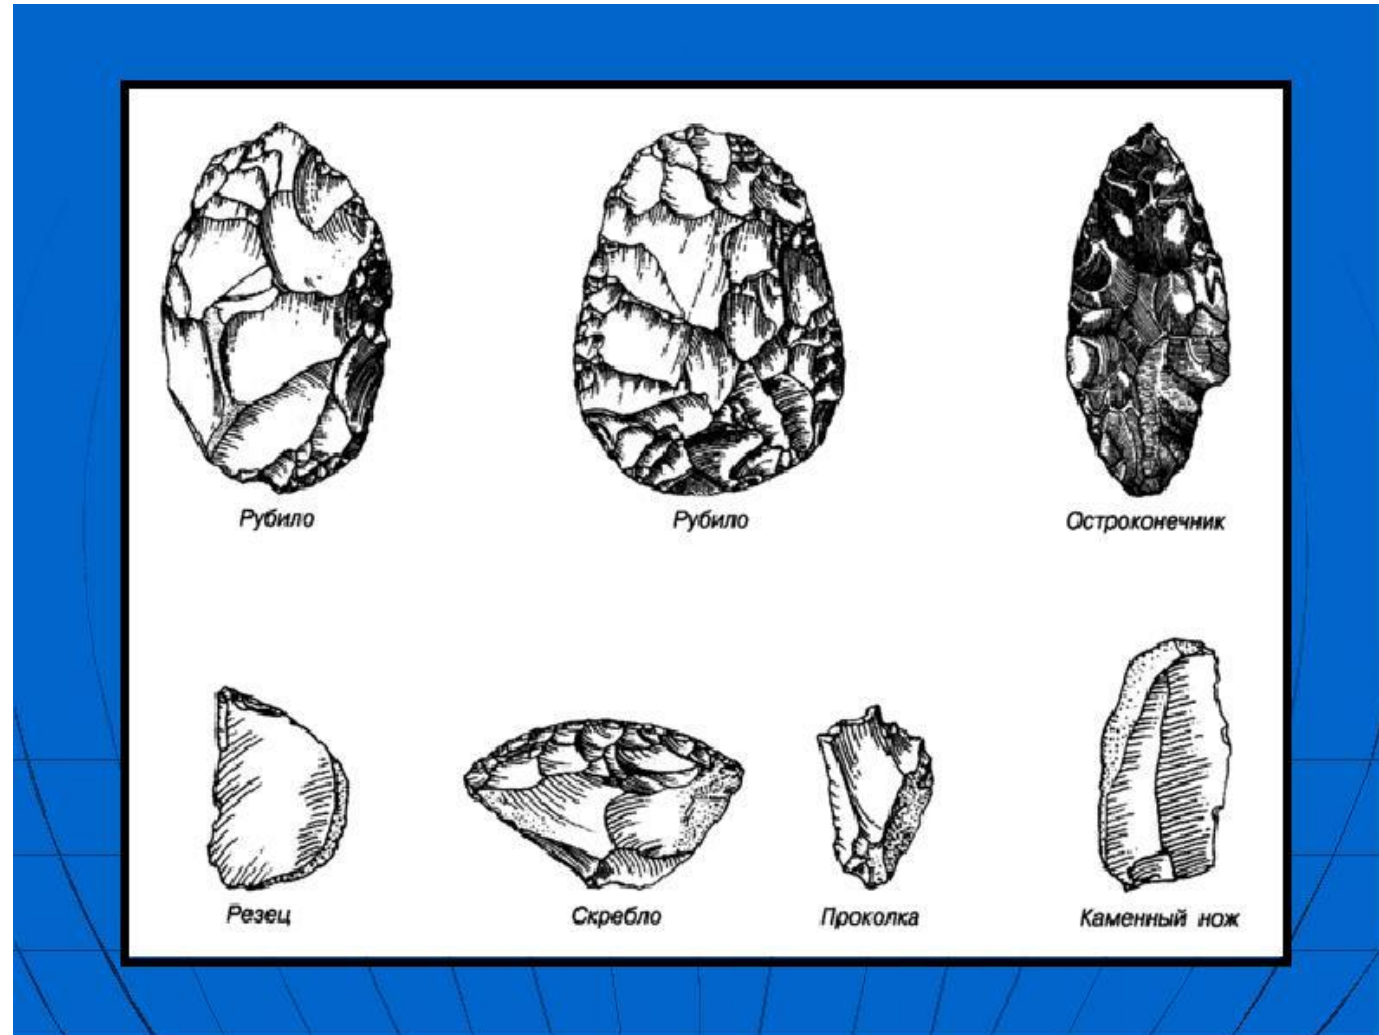 Рубило
Рубило
Остроконечник
Резец
Скребло
Проколка
Каменный нож